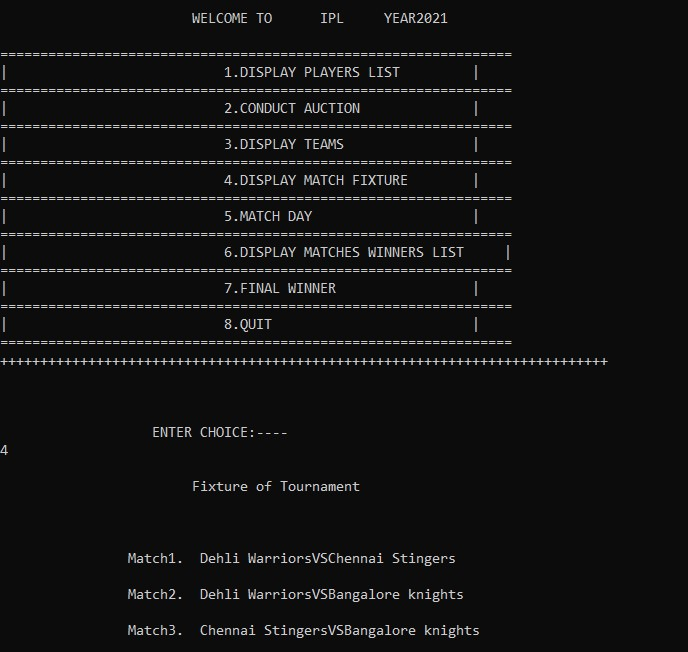 WELCOME TO      IPL     YEAR2021
================================================================
|                           1.DISPLAY PLAYERS LIST         |
================================================================
|                           2.CONDUCT AUCTION              |
================================================================
|                           3.DISPLAY TEAMS                |
================================================================
|                           4.DISPLAY MATCH FIXTURE        |
================================================================
|                           5.MATCH DAY                    |
================================================================
|                           6.DISPLAY MATCHES WINNERS LIST     |
================================================================
|                           7.FINAL WINNER                 |
================================================================
|                           8.QUIT                         |
================================================================
++++++++++++++++++++++++++++++++++++++++++++++++++++++++++++++++++++++++++++
ENTER CHOICE:----
4
Fixture of Tournament
Match1.  Dehli WarriorsVSChennai Stingers
Match2.  Dehli WarriorsVSBangalore knights
Match3.  Chennai StingersVSBangalore knights